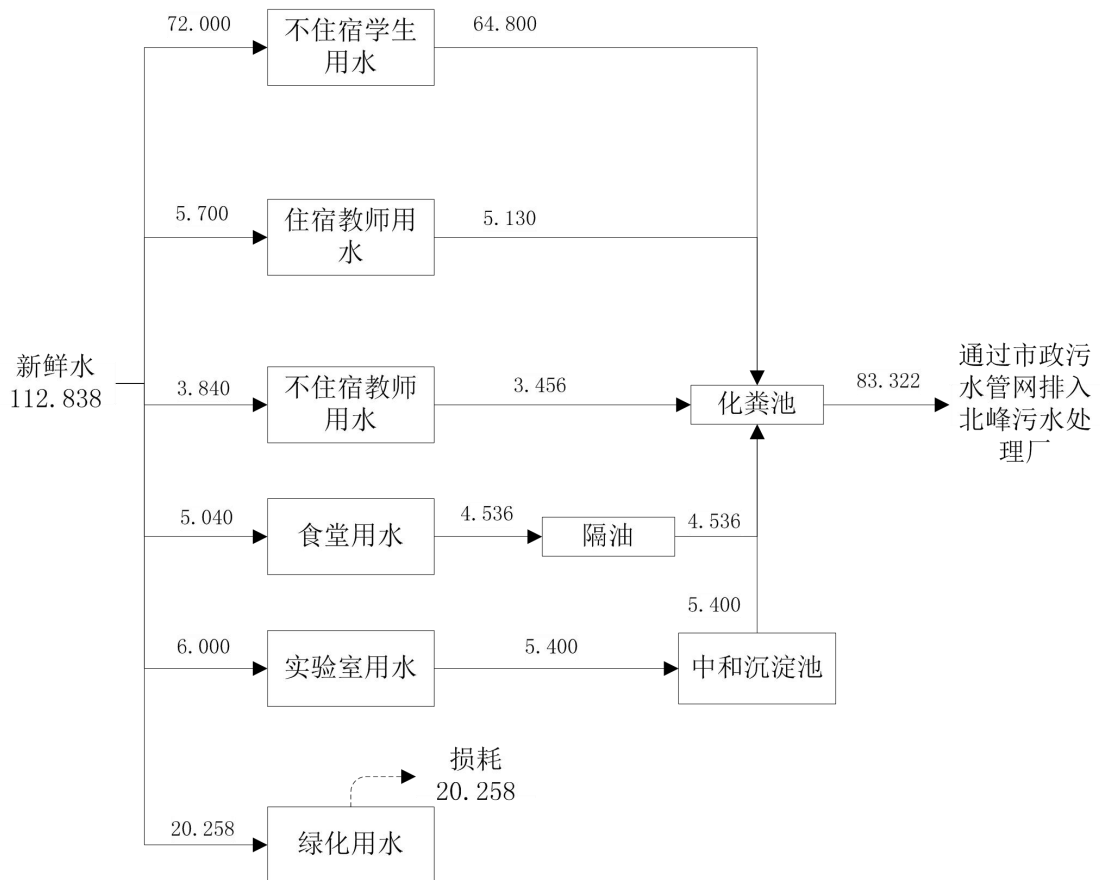 72.000
不住宿学生
用水
64.800
5.700
住宿教师用
水
5.130
新鲜水
112.838
3.840
不住宿教师
用水
3.456
化粪池
83.322
通过市政污
水管网排入
北峰污水处
理厂
5.040
食堂用水
4.536
隔油
4.536
5.400
6.000
实验室用水
5.400
中和沉淀池
损耗
20.258
20.258
绿化用水